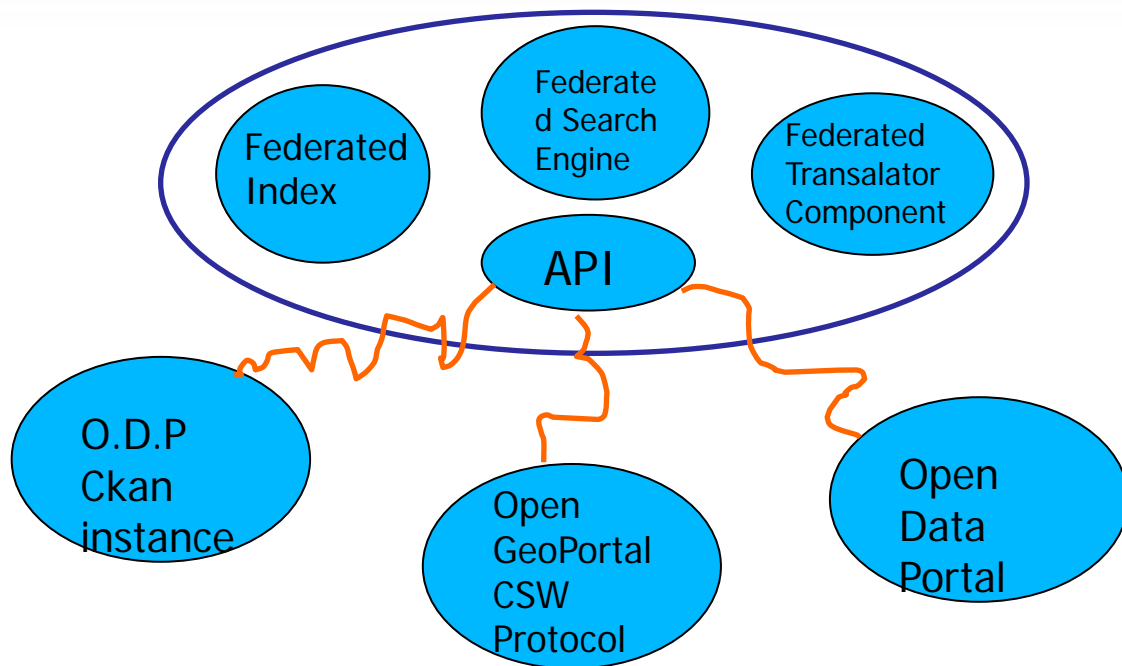 Federate
d Search
Engine
Federated
Index
Federated
Transalator
Component
API
O.D.P
Ckan
instance
Open
GeoPortal
CSW
Protocol
Open
Data
Portal